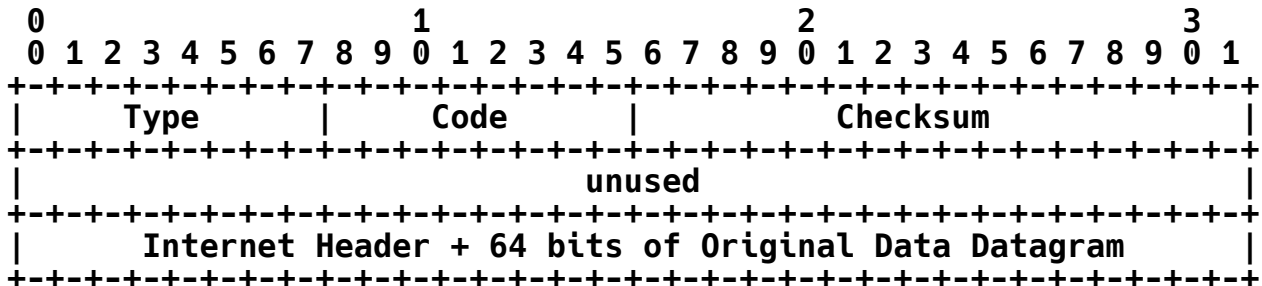 0                   1                   2                   3
 0 1 2 3 4 5 6 7 8 9 0 1 2 3 4 5 6 7 8 9 0 1 2 3 4 5 6 7 8 9 0 1
+-+-+-+-+-+-+-+-+-+-+-+-+-+-+-+-+-+-+-+-+-+-+-+-+-+-+-+-+-+-+-+-+
|     Type      |     Code      |          Checksum             |
+-+-+-+-+-+-+-+-+-+-+-+-+-+-+-+-+-+-+-+-+-+-+-+-+-+-+-+-+-+-+-+-+
|                             unused                            |
+-+-+-+-+-+-+-+-+-+-+-+-+-+-+-+-+-+-+-+-+-+-+-+-+-+-+-+-+-+-+-+-+
|      Internet Header + 64 bits of Original Data Datagram      |
+-+-+-+-+-+-+-+-+-+-+-+-+-+-+-+-+-+-+-+-+-+-+-+-+-+-+-+-+-+-+-+-+